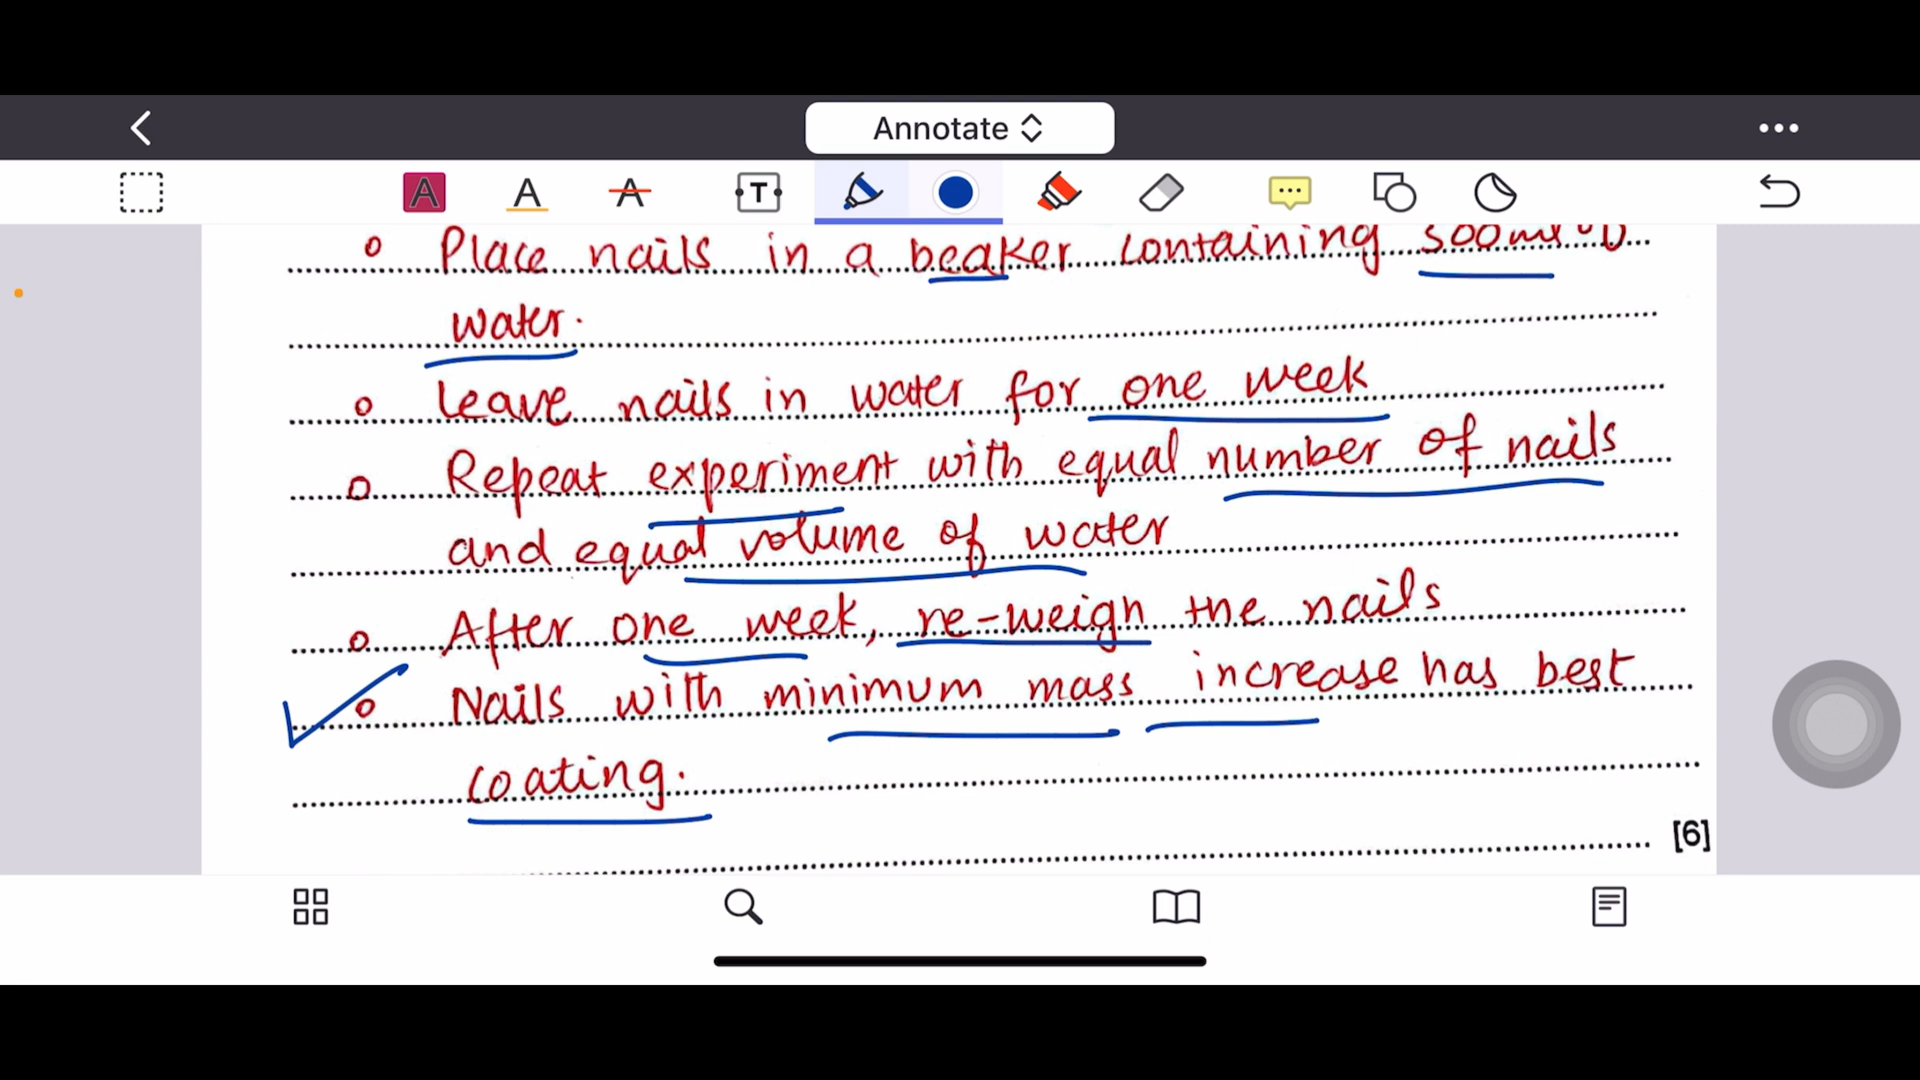 Annotate
Place nails in a beaker containing
water.
Leave nails in water for one week
Repeat experiment with equal number of nails
and equal volume of water
After one week, re-weigh the nails
Nails with minimum mass increase has best
coating.
[6]